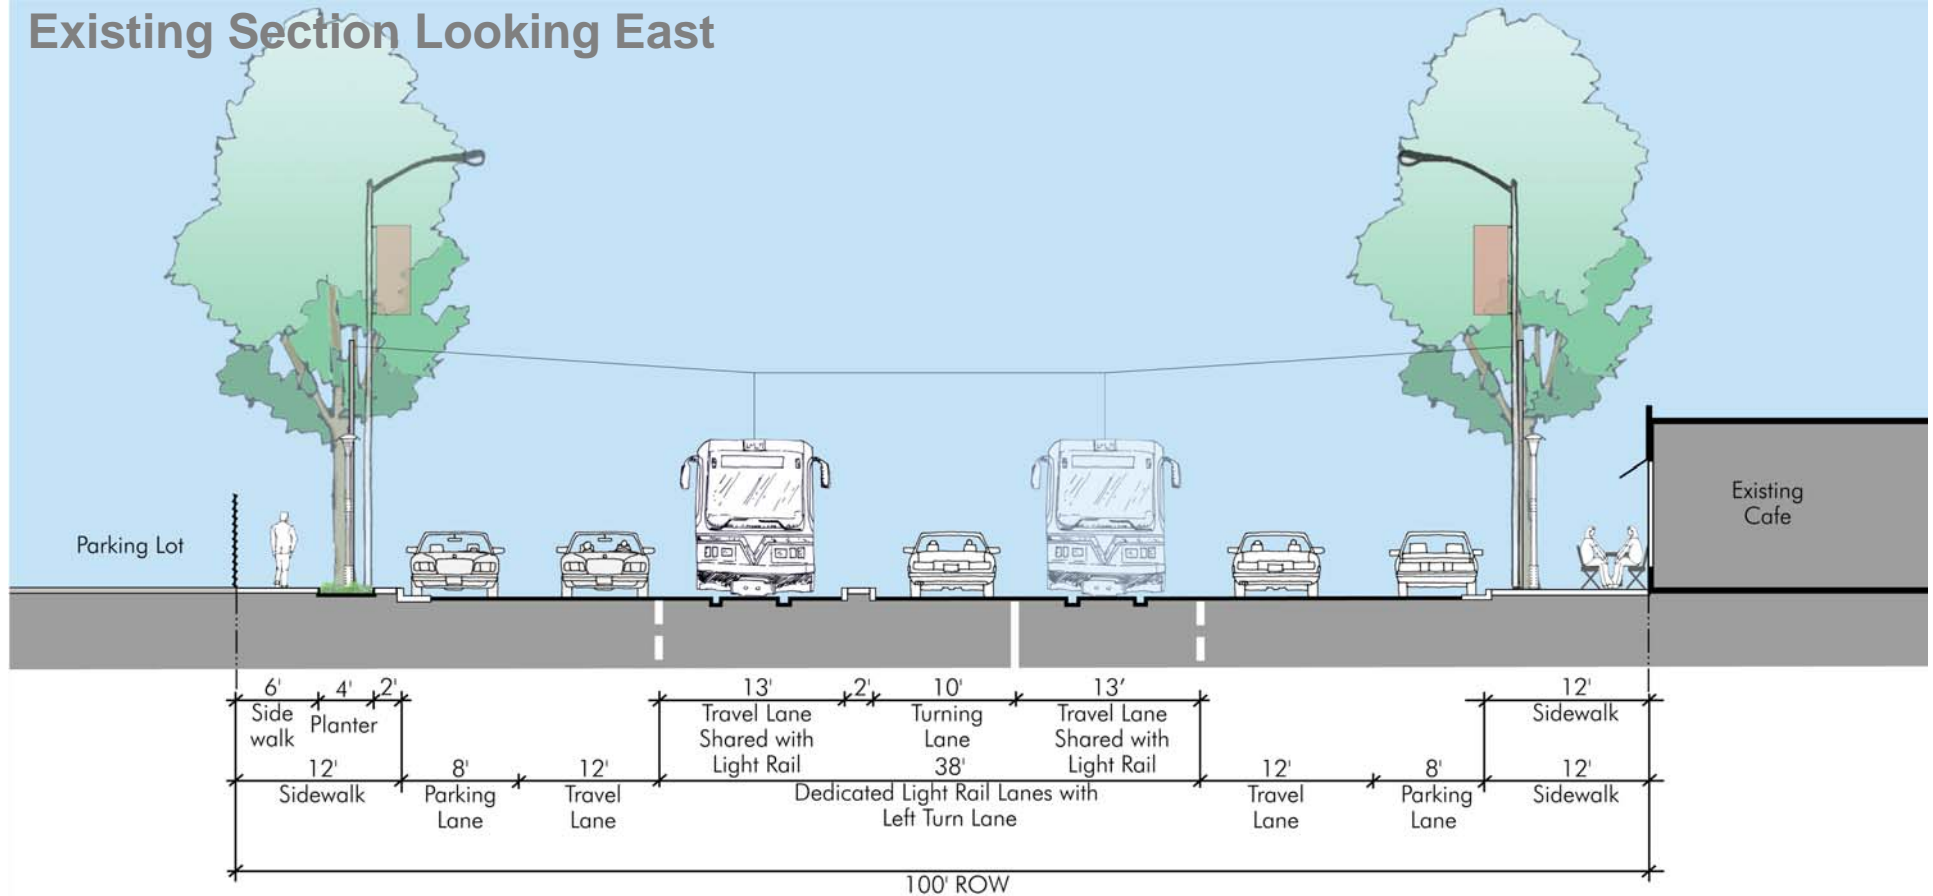 Existing Section Looking East
Parking Lot
Existing
Cafe
6' 4' 2' 13' 2' 10' 13’ 12'
Side
walk
Planter
Travel Lane
Shared with
Light Rail
Turning
Lane
Travel Lane
Shared with
Light Rail
Sidewalk
12' 8' 12' 38' 12' 8' 12'
Sidewalk
Parking
Lane
Travel
Lane
Dedicated Light Rail Lanes with
Left Turn Lane
Travel
Lane
Parking
Lane
Sidewalk
100' ROW